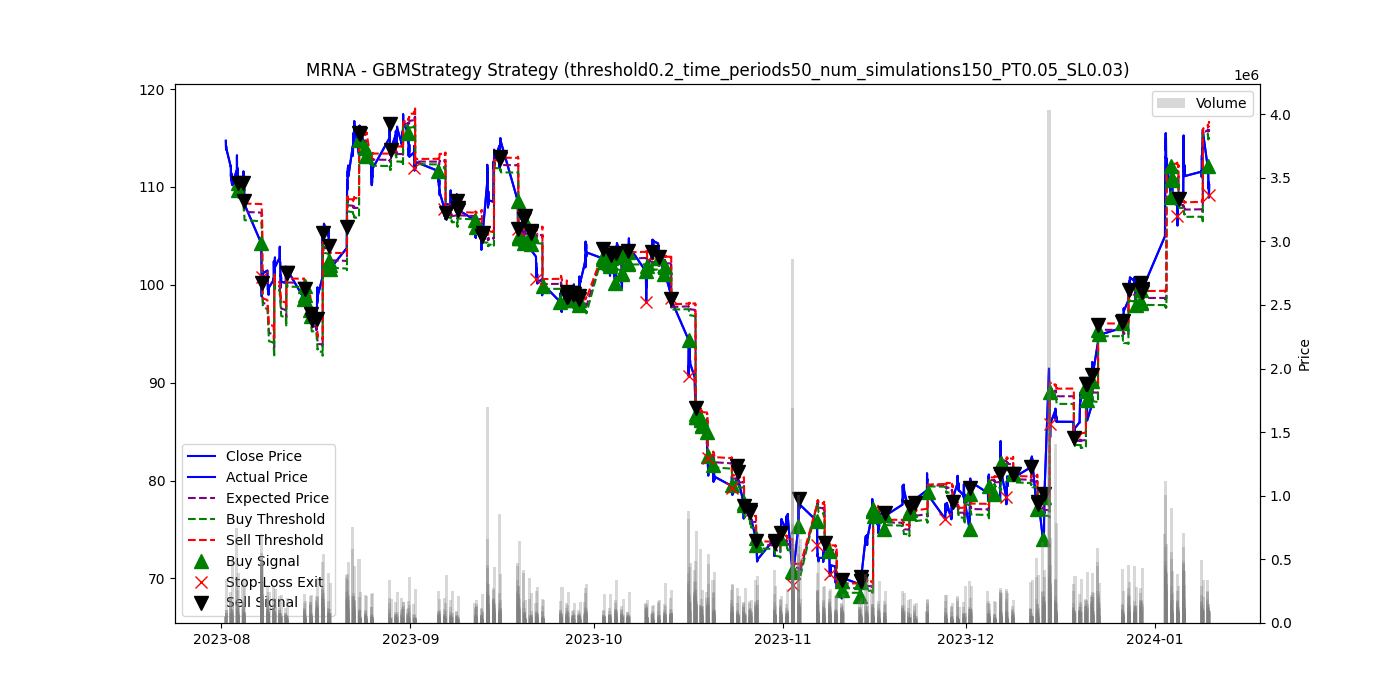 MRNA - GBMStrategy Strategy (threshold0.2_time_periods50_num_simulations150_PT0.05_SL0.03)
1e6
120
110
100
90
80
70
Volume
4.0
3.5
3.0
2.5
2.0
1.5
1.0
0.5
0.0
Price
Close Price
Actual Price
Expected Price
Buy Threshold
Sell Threshold
Buy Signal
Stop-Loss Exit
Sell Signal
2023-08
2023-09
2023-10
2023-11
2023-12
2024-01